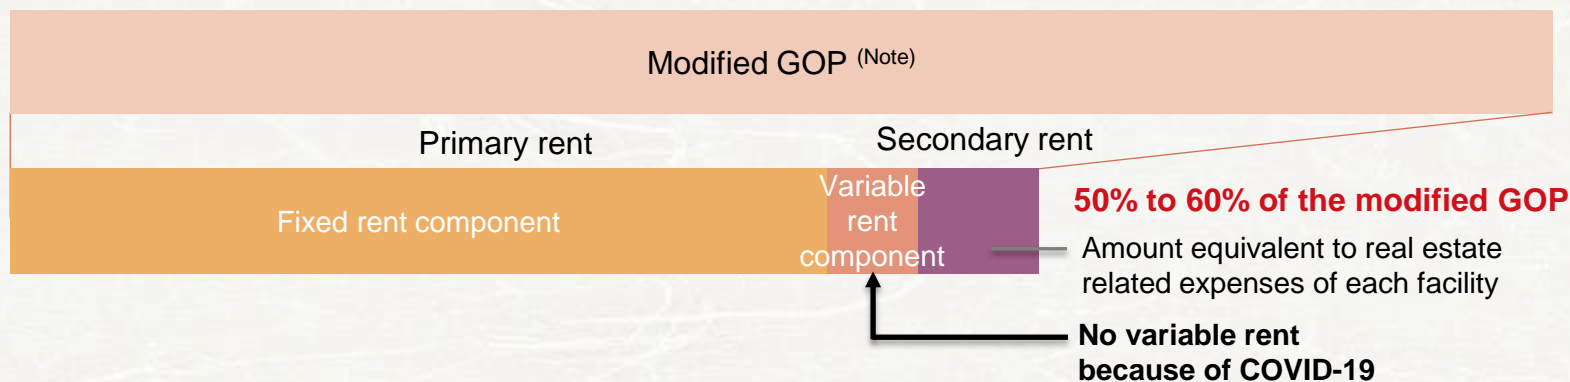 Modified GOP (Note)
Primary rent
Secondary rent
Fixed rent component
Variable
rent
component
50% to 60% of the modified GOP
Amount equivalent to real estate
related expenses of each facility
No variable rent
because of COVID-19